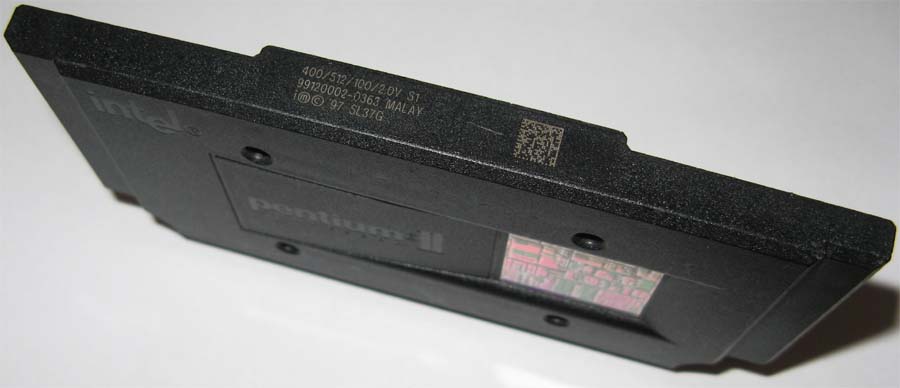 400/512/100/2.0V S1
99120002-0363 MALAY
i Ⓜ © '97 SL37G
intel®
pentium II